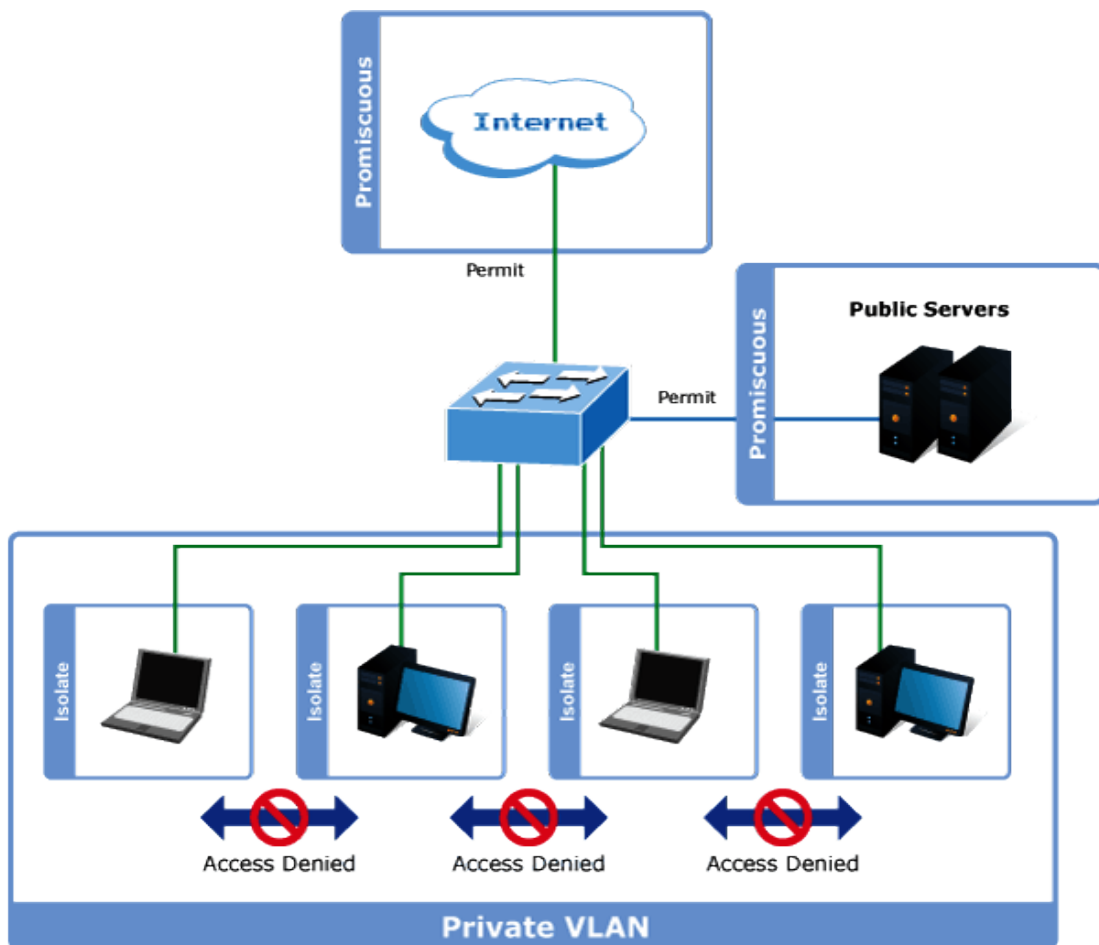 Promiscuous
Internet
Permit
Promiscuous
Public Servers
Permit
Isolate
Isolate
Isolate
Isolate
Access Denied
Access Denied
Access Denied
Private VLAN